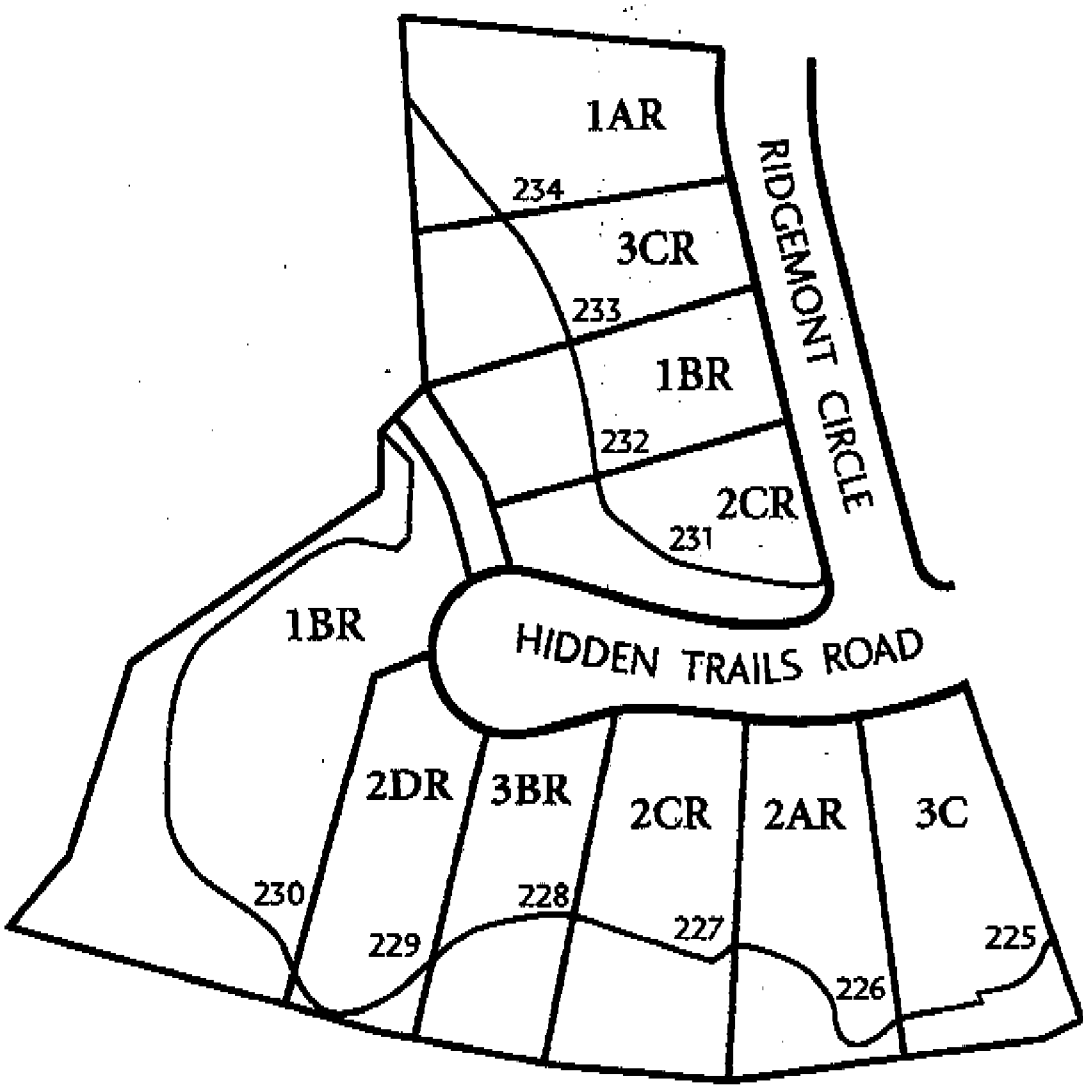 1AR
RIDGEMONT CIRCLE
234
3CR
233
1BR
232
2CR
231
1BR
HIDDEN TRAILS ROAD
2DR
3BR
2CR
2AR
3C
230
228
229
227
225
226